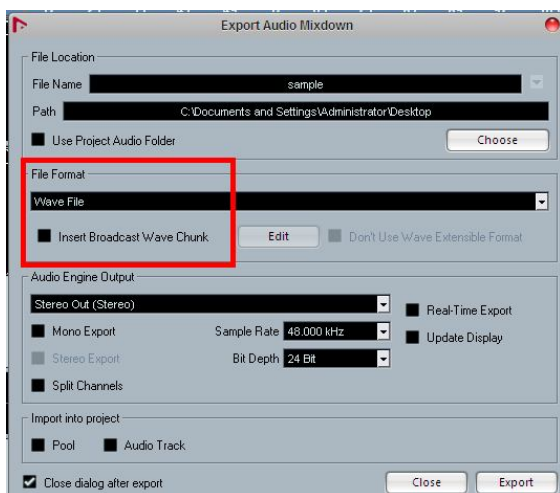 Export Audio Mixdown
File Location
File Name sample
Path C:\Documents and Settings\Administrator\Desktop
Use Project Audio Folder Choose
File Format
Wave File
Insert Broadcast Wave Chunk Edit Don't Use Wave Extensible Format
Audio Engine Output
Stereo Out (Stereo) Real-Time Export
Mono Export Sample Rate 48.000 kHz Update Display
Stereo Export Bit Depth 24 Bit
Split Channels
Import into project
Pool Audio Track
Close dialog after export Close Export